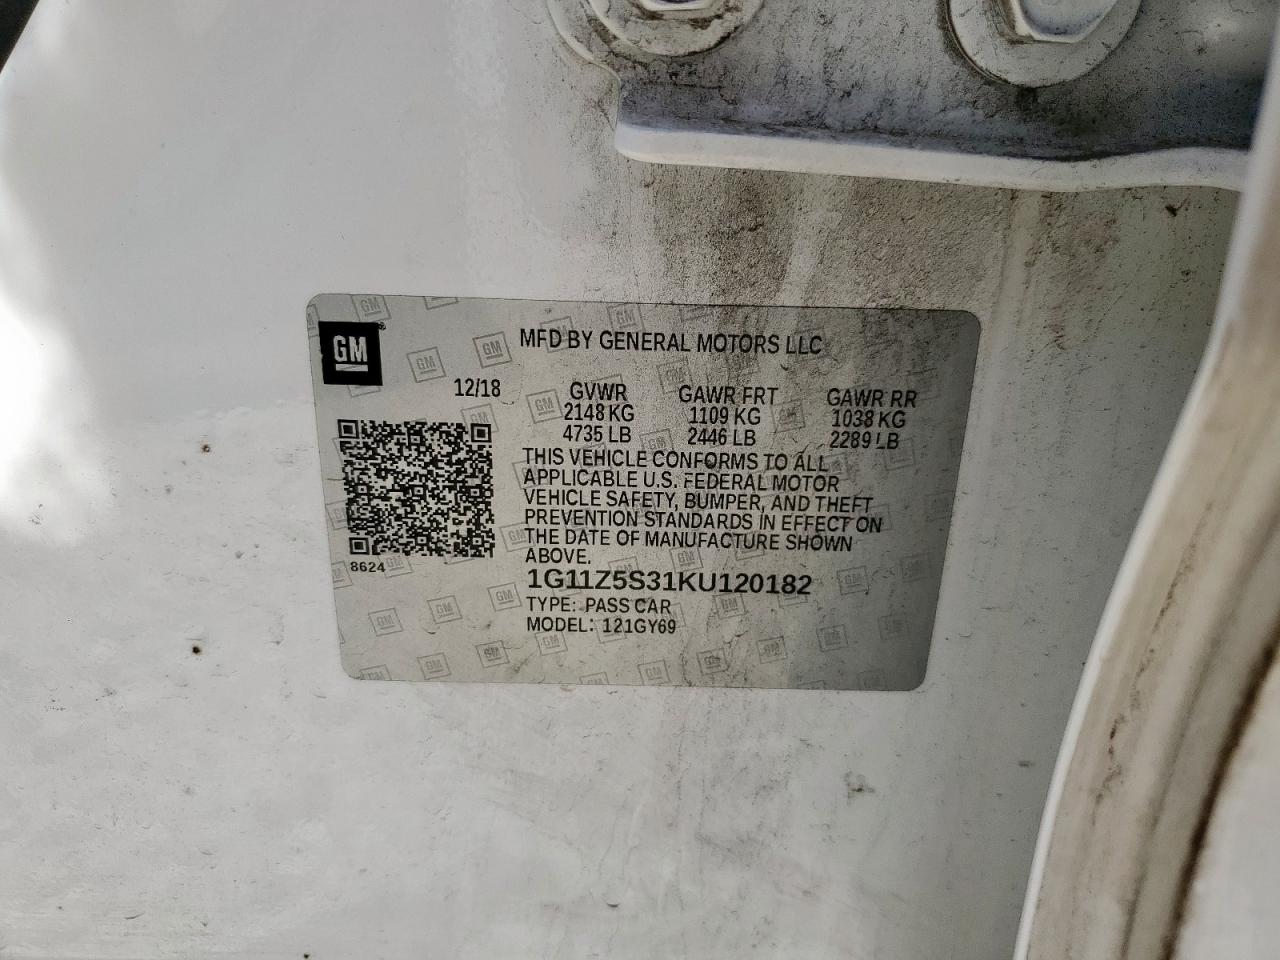 GM
MFD BY GENERAL MOTORS LLC
12/18 GVWR GAWR FRT GAWR RR
2148 KG 1109 KG 1038 KG
4735 LB 2446 LB 2289 LB
THIS VEHICLE CONFORMS TO ALL
APPLICABLE U.S. FEDERAL MOTOR
VEHICLE SAFETY, BUMPER, AND THEFT
PREVENTION STANDARDS IN EFFECT ON
THE DATE OF MANUFACTURE SHOWN
ABOVE.
8624
1G11Z5S31KU120182
TYPE: PASS CAR
MODEL: 121GY69